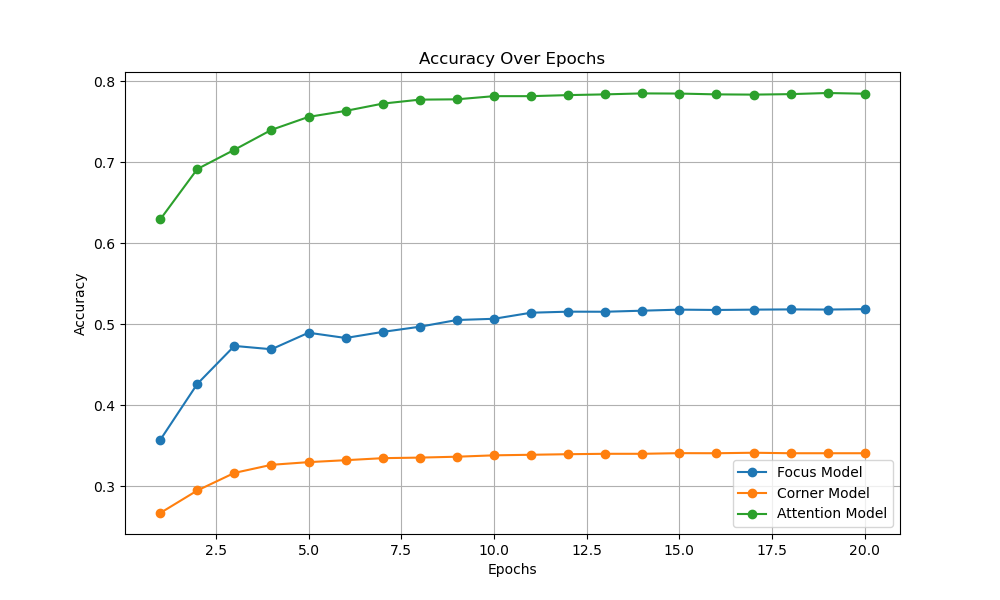 Accuracy Over Epochs
0.8
0.7
0.6
0.5
0.4
0.3
Accuracy
2.5 5.0 7.5 10.0 12.5 15.0 17.5 20.0
Epochs
Focus Model
Corner Model
Attention Model